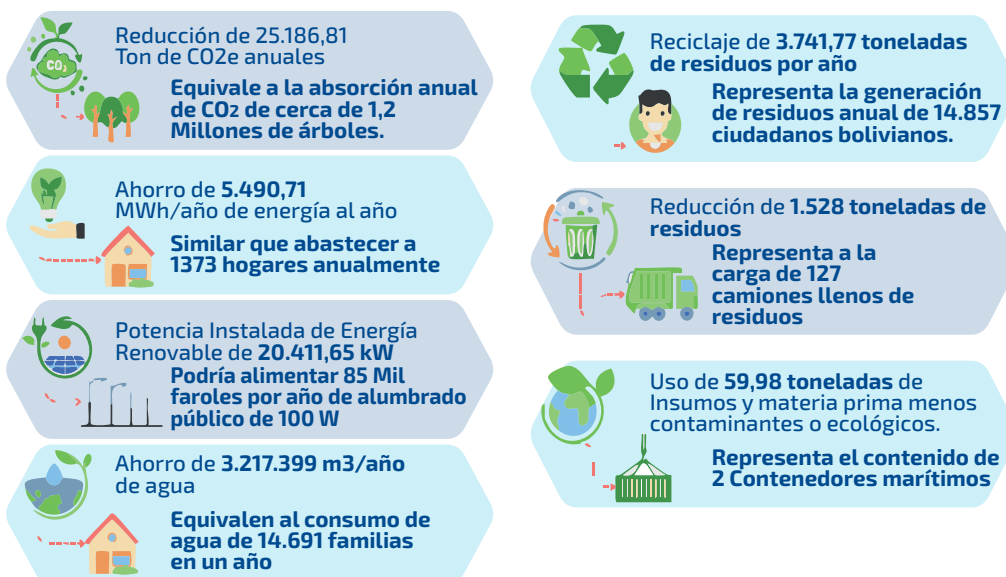 Reducción de 25.186,81
Ton de CO2e anuales
CO₂
Equivale a la absorción anual
de CO2 de cerca de 1,2
Millones de árboles.
Ahorro de 5.490,71
MWh/año de energía al año
Similar que abastecer a
1373 hogares anualmente
Potencia Instalada de Energía
Renovable de 20.411,65 kW
Podría alimentar 85 Mil
faroles por año de alumbrado
público de 100 W
Ahorro de 3.217.399 m3/año
de agua
Equivalen al consumo de
agua de 14.691 familias
en un año
Reciclaje de 3.741,77 toneladas
de residuos por año
Representa la generación
de residuos anual de 14.857
ciudadanos bolivianos.
Reducción de 1.528 toneladas de
residuos
Representa a la
carga de 127
camiones llenos de
residuos
Uso de 59,98 toneladas de
Insumos y materia prima menos
contaminantes o ecológicos.
Representa el contenido de
2 Contenedores marítimos